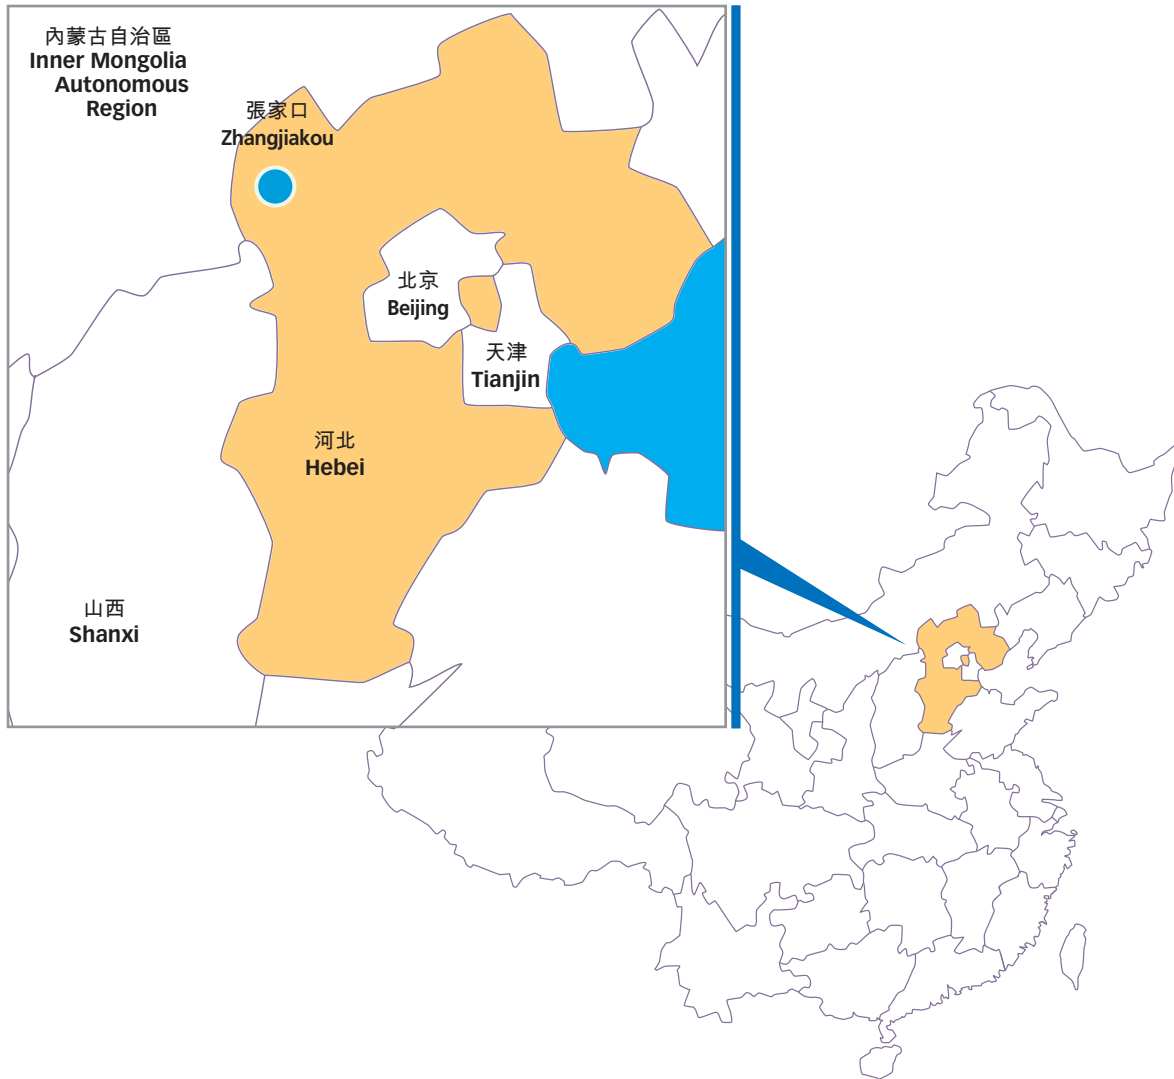 內蒙古自治區
Inner Mongolia
Autonomous
Region
張家口
Zhangjiakou
北京
Beijing
天津
Tianjin
河北
Hebei
山西
Shanxi